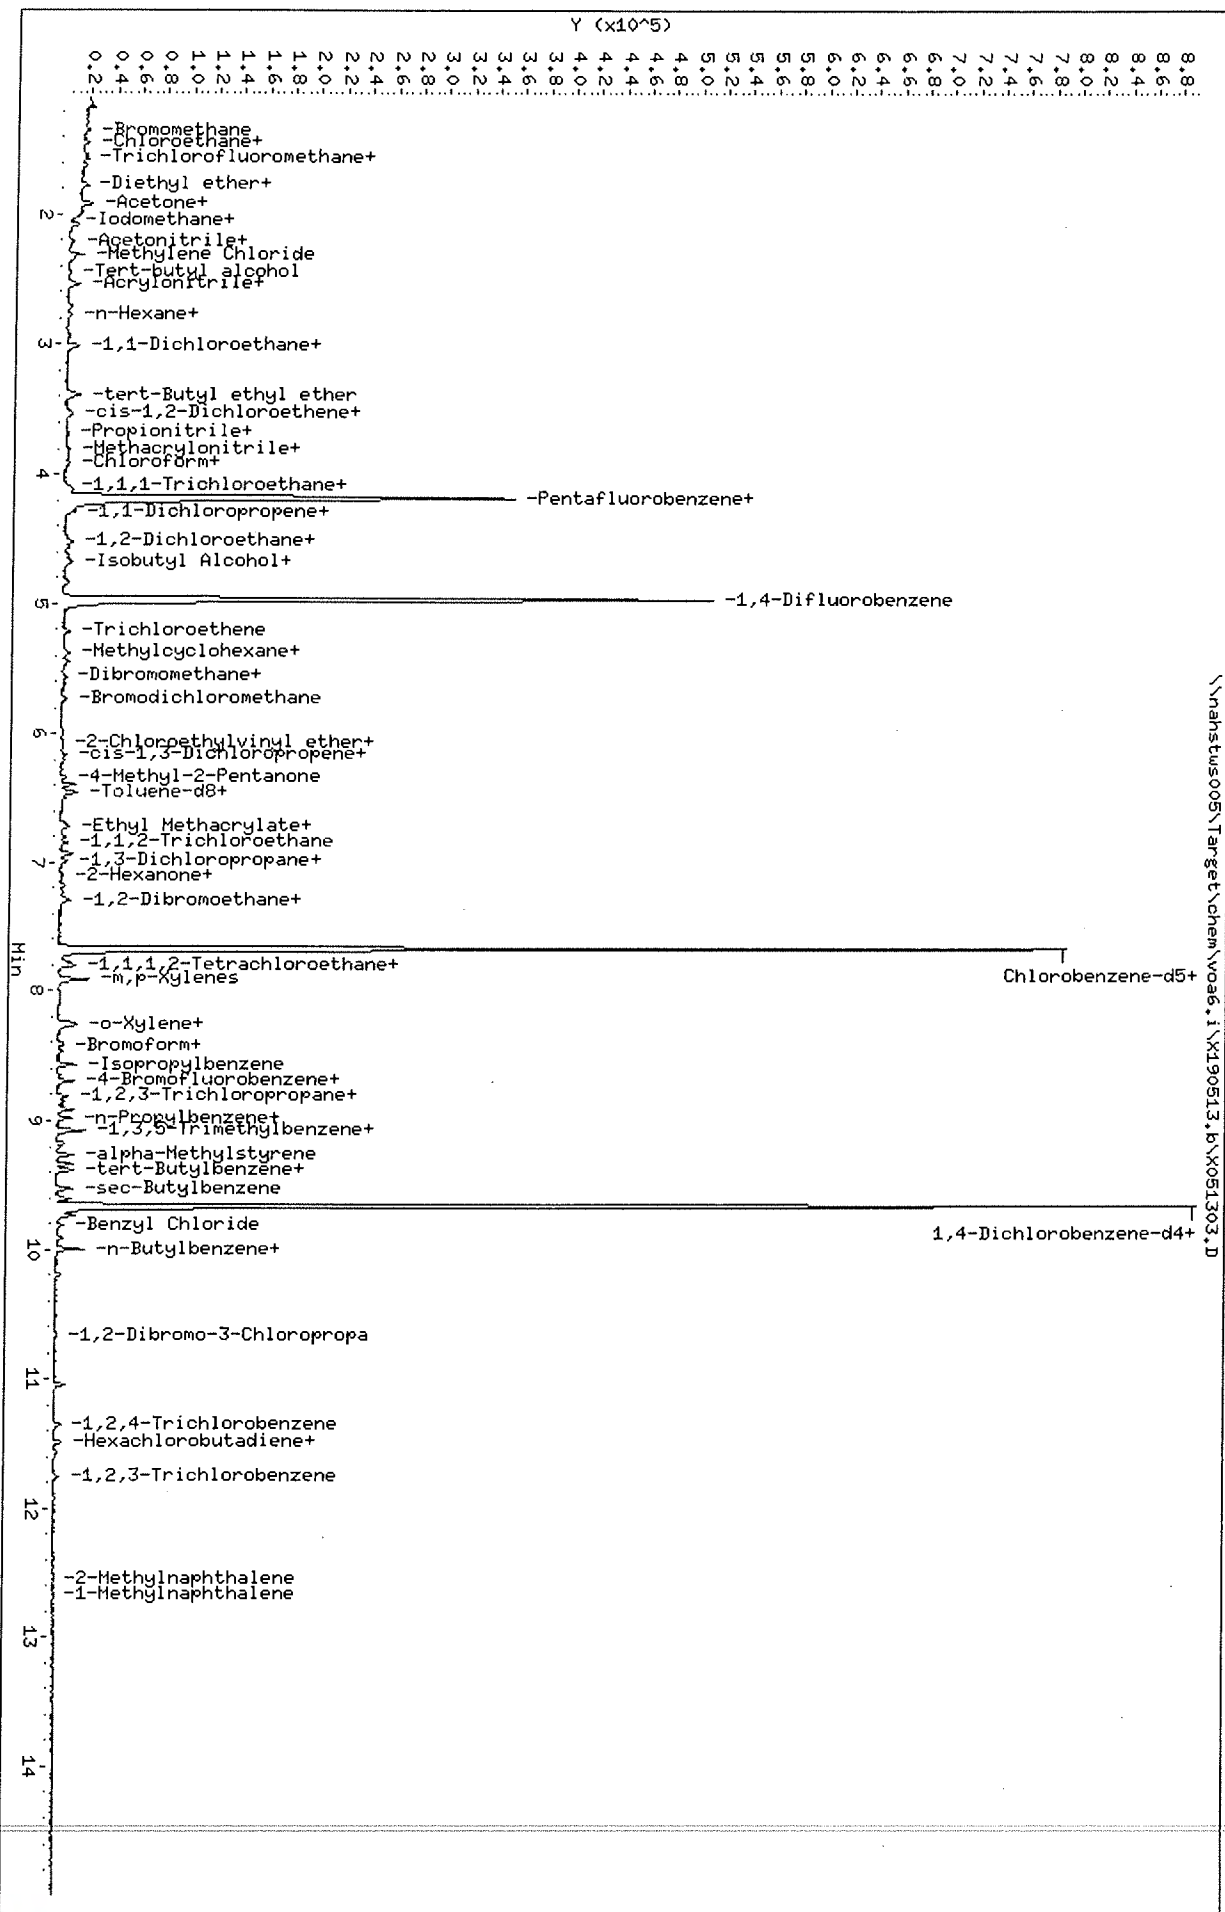 Y (x10^5)
0.2
0.4
0.6
0.8
1.0
1.2
1.4
1.6
1.8
2.0
2.2
2.4
2.6
2.8
3.0
3.2
3.4
3.6
3.8
4.0
4.2
4.4
4.6
4.8
5.0
5.2
5.4
5.6
5.8
6.0
6.2
6.4
6.6
6.8
7.0
7.2
7.4
7.6
7.8
8.0
8.2
8.4
8.6
8.8
\\nahstws005\Target\chem\voa6.i\X190513.b\X051303.D
-Bromomethane
-Chloroethane+
-Trichlorofluoromethane+
-Diethyl ether+
-Acetone+
2
-Iodomethane+
-Acetonitrile+
-Methylene Chloride
-Tert-butyl alcohol
-Acrylonitrile+
-n-Hexane+
3
-1,1-Dichloroethane+
-tert-Butyl ethyl ether
-cis-1,2-Dichloroethene+
-Propionitrile+
-Methacrylonitrile+
-Chloroform+
4
-1,1,1-Trichloroethane+
-Pentafluorobenzene+
-1,1-Dichloropropene+
-1,2-Dichloroethane+
-Isobutyl Alcohol+
-1,4-Difluorobenzene
5
-Trichloroethene
-Methylcyclohexane+
-Dibromomethane+
-Bromodichloromethane
6
-2-Chloroethylvinyl ether+
-cis-1,3-Dichloropropene+
-4-Methyl-2-Pentanone
-Toluene-d8+
-Ethyl Methacrylate+
-1,1,2-Trichloroethane
-1,3-Dichloropropane+
7
-2-Hexanone+
-1,2-Dibromoethane+
Min
-1,1,1,2-Tetrachloroethane+
-m,p-Xylenes
Chlorobenzene-d5+
8
-o-Xylene+
-Bromoform+
-Isopropylbenzene
-4-Bromofluorobenzene+
-1,2,3-Trichloropropane+
9
-n-Propylbenzene+
-1,3,5-Trimethylbenzene+
-alpha-Methylstyrene
-tert-Butylbenzene+
-sec-Butylbenzene
-Benzyl Chloride
1,4-Dichlorobenzene-d4+
10
-n-Butylbenzene+
-1,2-Dibromo-3-Chloropropa
11
-1,2,4-Trichlorobenzene
-Hexachlorobutadiene+
-1,2,3-Trichlorobenzene
12
-2-Methylnaphthalene
-1-Methylnaphthalene
13
14